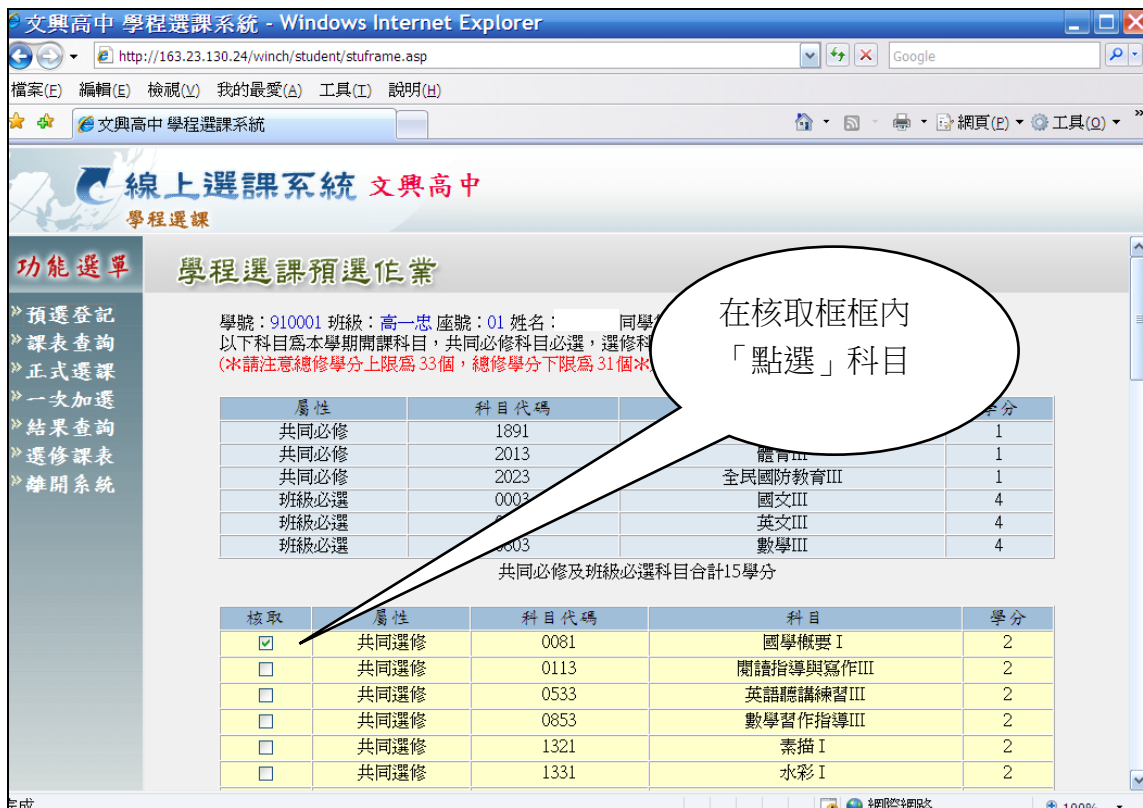 文興高中 學程選課系統 - Windows Internet Explorer
http://163.23.130.24/winch/student/stuframe.asp
Google
檔案(F) 編輯(E) 檢視(V) 我的最愛(A) 工具(T) 說明(H)
文興高中 學程選課系統
網頁(P) 工具(O) »
線上選課系統 文興高中
學程選課
功能選單
»預選登記
»課表查詢
»正式選課
»一次加選
»結果查詢
»選修課表
»離開系統
學程選課預選作業
學號：910001 班級：高一忠 座號：01 姓名： 同學
以下科目為本學期開課科目，共同必修科目必選，選修科
(※請注意總修學分上限為 33個，總修學分下限為 31個※
在核取框框內
「點選」科目
屬性 科目代碼 學分
共同必修 1891 1
共同必修 2013 體育III 1
共同必修 2023 全民國防教育III 1
班級必選 0003 國文III 4
班級必選 英文III 4
班級必選 0803 數學III 4
共同必修及班級必選科目合計15學分
核取 屬性 科目代碼 科目 學分
共同選修 0081 國學概要 I 2
共同選修 0113 閱讀指導與寫作III 2
共同選修 0533 英語聽講練習III 2
共同選修 0853 數學習作指導III 2
共同選修 1321 素描 I 2
共同選修 1331 水彩 I 2
完成 網際網路 100%